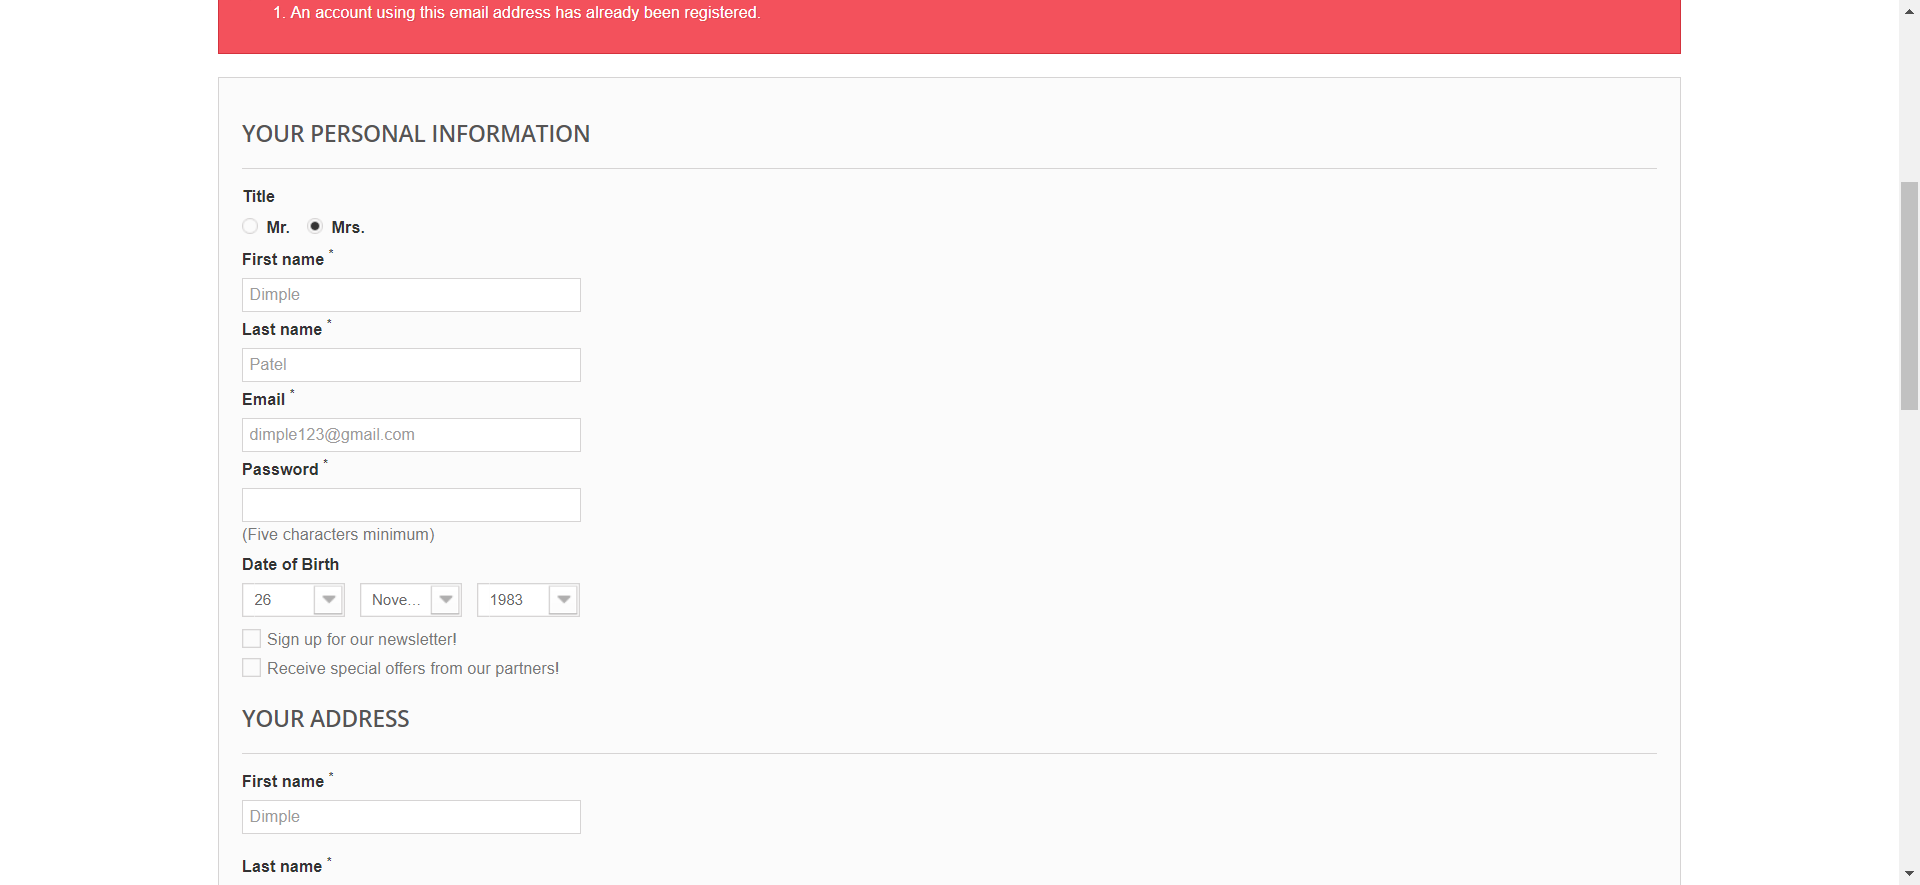 1. An account using this email address has already been registered.
YOUR PERSONAL INFORMATION
Title
Mr. Mrs.
First name *
Dimple
Last name *
Patel
Email *
dimple123@gmail.com
Password *
(Five characters minimum)
Date of Birth
26 Nove... 1983
Sign up for our newsletter!
Receive special offers from our partners!
YOUR ADDRESS
First name *
Dimple
Last name *